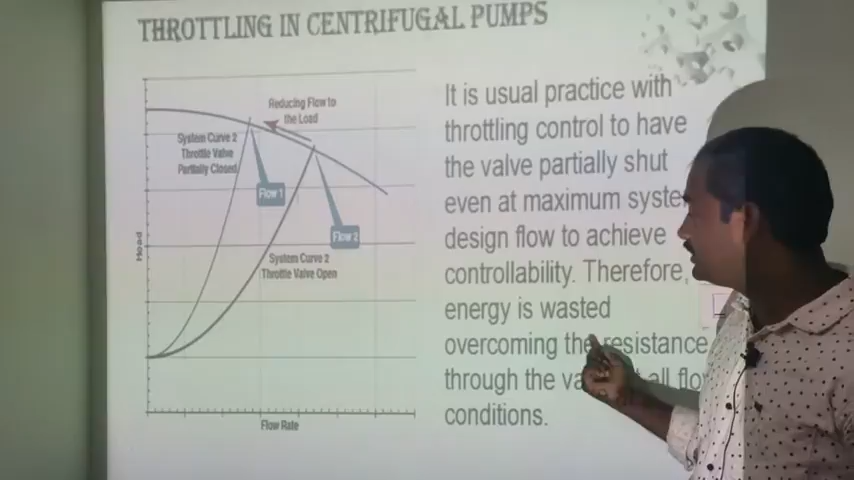 THROTTLING IN CENTRIFUGAL PUMPS
Reducing Flow to
the Load
System Curve 2
Throttle Valve
Partially Closed
Flow 1
Flow 2
System Curve 2
Throttle Valve Open
Head
Flow Rate
It is usual practice with
throttling control to have
the valve partially shut
even at maximum syste
design flow to achieve
controllability. Therefore,
energy is wasted
overcoming the resistance
through the va all flo
conditions.